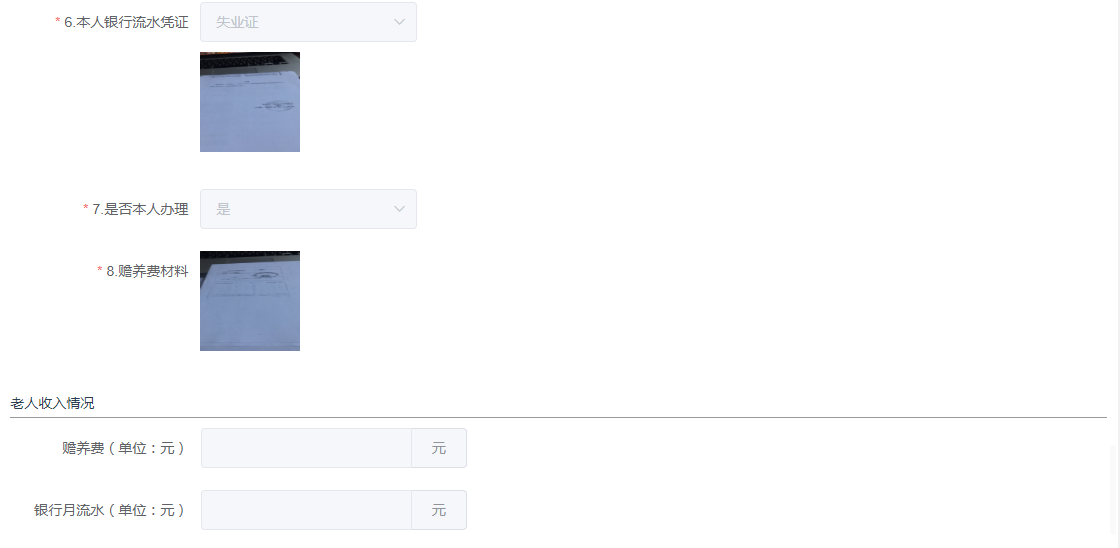 * 6.本人银行流水凭证 失业证
* 7.是否本人办理 是
* 8.赡养费材料
老人收入情况
赡养费（单位：元） 元
银行月流水（单位：元） 元